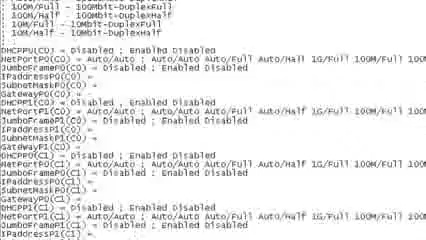 ; 100M/Full - 100Mbit-DuplexFull
; 100M/Half - 100Mbit-DuplexHalf
; 10M/Full - 10Mbit-DuplexFull
; 10M/Half - 10Mbit-DuplexHalf
;
DHCPP0(C0) = Disabled ; Enabled Disabled
NetPortP0(C0) = Auto/Auto ; Auto/Auto Auto/Full Auto/Half 1G/Full 100M/Full 100M
JumboFrameP0(C0) = Disabled ; Enabled Disabled
IPaddressP0(C0) =
SubnetMaskP0(C0) =
GatewayP0(C0) =
DHCPP1(C0) = Disabled ; Enabled Disabled
NetPortP1(C0) = Auto/Auto ; Auto/Auto Auto/Full Auto/Half 1G/Full 100M/Full 100M
JumboFrameP1(C0) = Disabled ; Enabled Disabled
IPaddressP1(C0) =
SubnetMaskP1(C0) =
GatewayP1(C0) =
DHCPP0(C1) = Disabled ; Enabled Disabled
NetPortP0(C1) = Auto/Auto ; Auto/Auto Auto/Full Auto/Half 1G/Full 100M/Full 100M
JumboFrameP0(C1) = Disabled ; Enabled Disabled
IPaddressP0(C1) =
SubnetMaskP0(C1) =
GatewayP0(C1) =
DHCPP1(C1) = Disabled ; Enabled Disabled
NetPortP1(C1) = Auto/Auto ; Auto/Auto Auto/Full Auto/Half 1G/Full 100M/Full 100M
JumboFrameP1(C1) = Disabled ; Enabled Disabled
IPaddressP1(C1) =